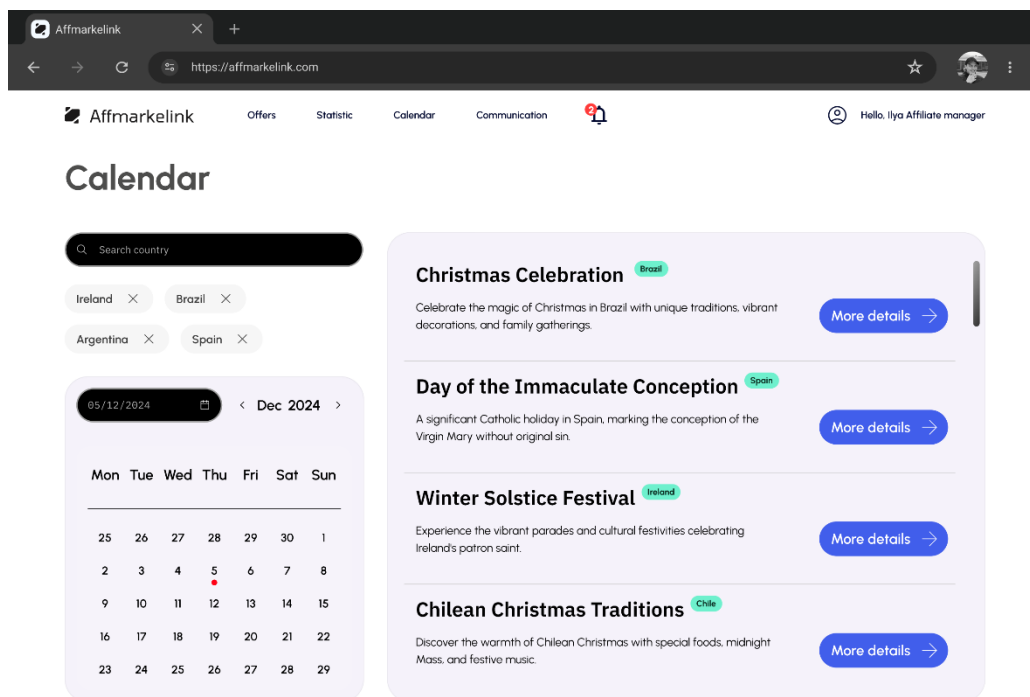 Affmarkelink
https://affmarkelink.com
Affmarkelink
Offers
Statistic
Calendar
Communication
2
Hello, Ilya Affiliate manager
Calendar
Search country
Ireland
Brazil
Argentina
Spain
05/12/2024
Dec 2024
Mon Tue Wed Thu Fri Sat Sun
25 26 27 28 29 30 1
2 3 4 5 6 7 8
9 10 11 12 13 14 15
16 17 18 19 20 21 22
23 24 25 26 27 28 29
Christmas Celebration Brazil
Celebrate the magic of Christmas in Brazil with unique traditions, vibrant
decorations, and family gatherings.
More details
Day of the Immaculate Conception Spain
A significant Catholic holiday in Spain, marking the conception of the
Virgin Mary without original sin.
More details
Winter Solstice Festival Ireland
Experience the vibrant parades and cultural festivities celebrating
Ireland's patron saint.
More details
Chilean Christmas Traditions Chile
Discover the warmth of Chilean Christmas with special foods, midnight
Mass, and festive music.
More details